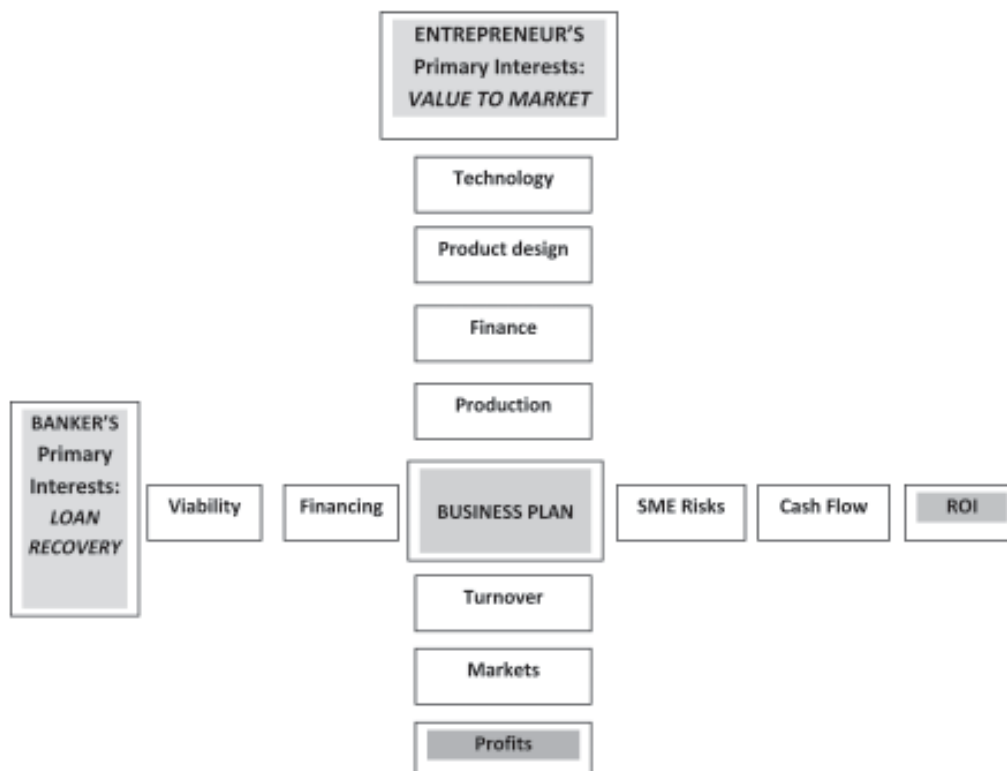 ENTREPRENEUR'S
Primary Interests:
VALUE TO MARKET
Technology
Product design
Finance
Production
BANKER'S
Primary
Interests:
LOAN
RECOVERY
Viability
Financing
BUSINESS PLAN
SME Risks
Cash Flow
ROI
Turnover
Markets
Profits